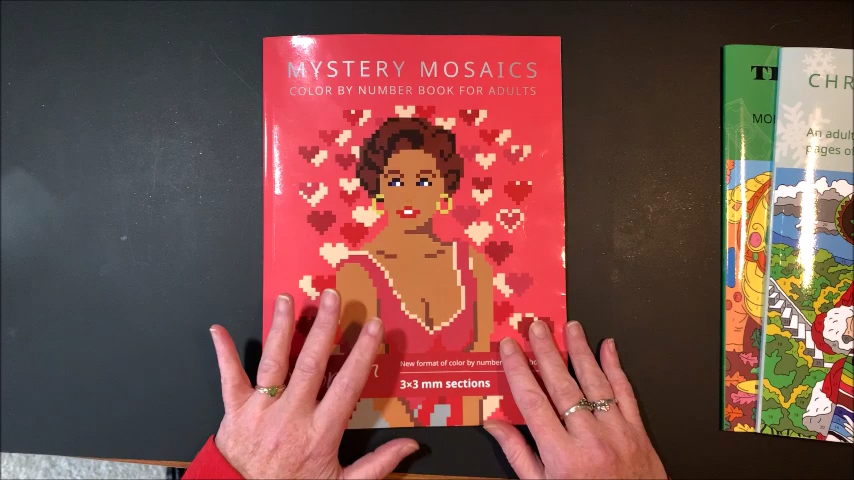 MYSTERY MOSAICS
COLOR BY NUMBER BOOK FOR ADULTS
New format of color by number
3×3 mm sections
CHR
MO
An adult
pages of